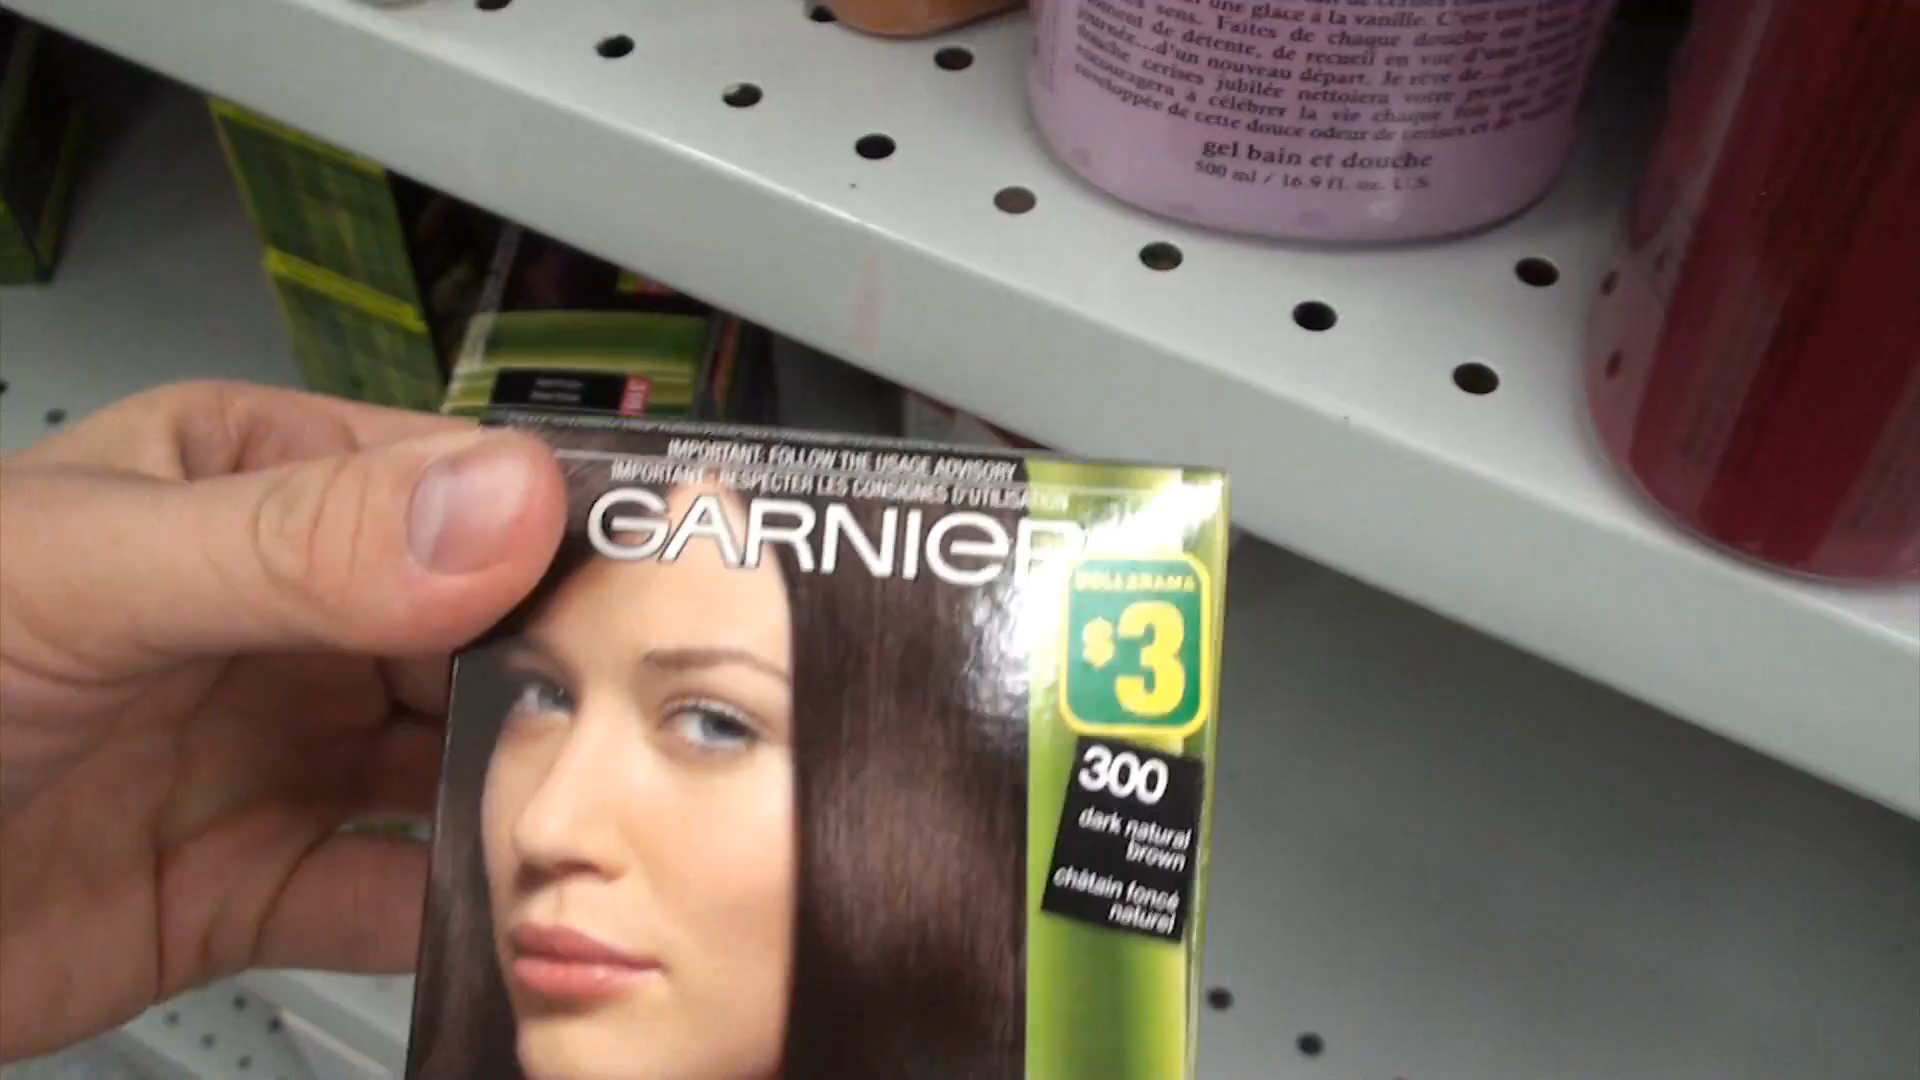 une glace à la vanille. C'est une
sens. Faites de chaque douche ou bain
moment de détente, de recueil en vue d'une
journée...d'un nouveau départ. Je rêve de...
douche cerises jubilée nettoiera votre peau et
encouragera à célébrer la vie chaque fois que
enveloppée de cette douce odeur de cerises et de
gel bain et douche
500 ml / 16.9 fl. oz. U.S.
IMPORTANT: FOLLOW THE USAGE ADVISORY
IMPORTANT: RESPECTER LES CONSIGNES D'UTILISATION
GARNIER
DOLLARAMA
$3
300
dark natural
brown
châtain foncé
naturel